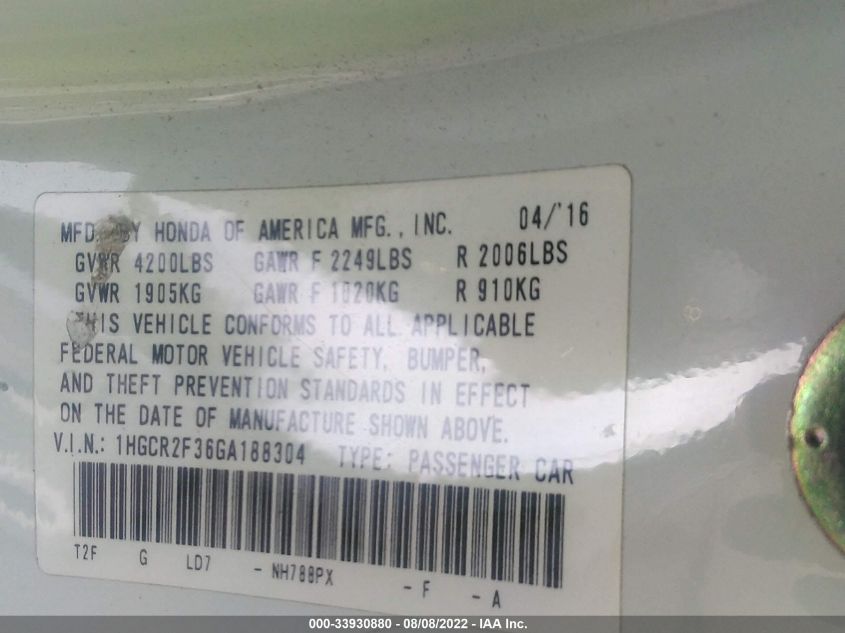 MFD. BY HONDA OF AMERICA MFG., INC. 04/'16
GVWR 4200LBS GAWR F 2249LBS R 2006LBS
GVWR 1905KG GAWR F 1020KG R 910KG
THIS VEHICLE CONFORMS TO ALL APPLICABLE
FEDERAL MOTOR VEHICLE SAFETY, BUMPER,
AND THEFT PREVENTION STANDARDS IN EFFECT
ON THE DATE OF MANUFACTURE SHOWN ABOVE.
V.I.N.: 1HGCR2F36GA188304 TYPE: PASSENGER CAR
T2F G LD7 - NH788PX - F - A
000-33930880 - 08/08/2022 - IAA Inc.